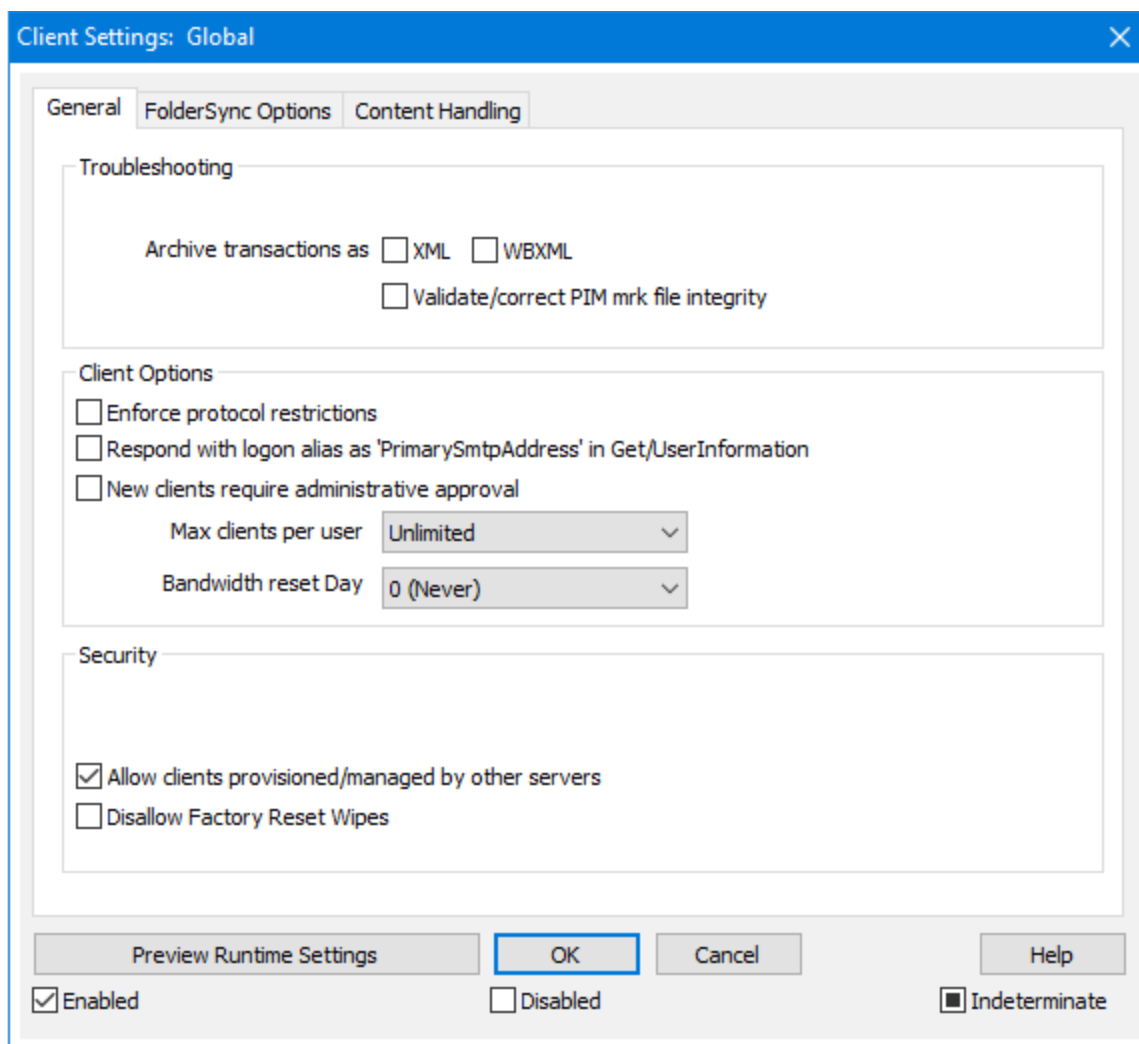 Client Settings: Global
General FolderSync Options Content Handling
Troubleshooting
Archive transactions as XML WBXML
Validate/correct PIM mrk file integrity
Client Options
Enforce protocol restrictions
Respond with logon alias as 'PrimarySmtpAddress' in Get/UserInformation
New clients require administrative approval
Max clients per user Unlimited
Bandwidth reset Day 0 (Never)
Security
Allow clients provisioned/managed by other servers
Disallow Factory Reset Wipes
Preview Runtime Settings OK Cancel Help
Enabled Disabled Indeterminate